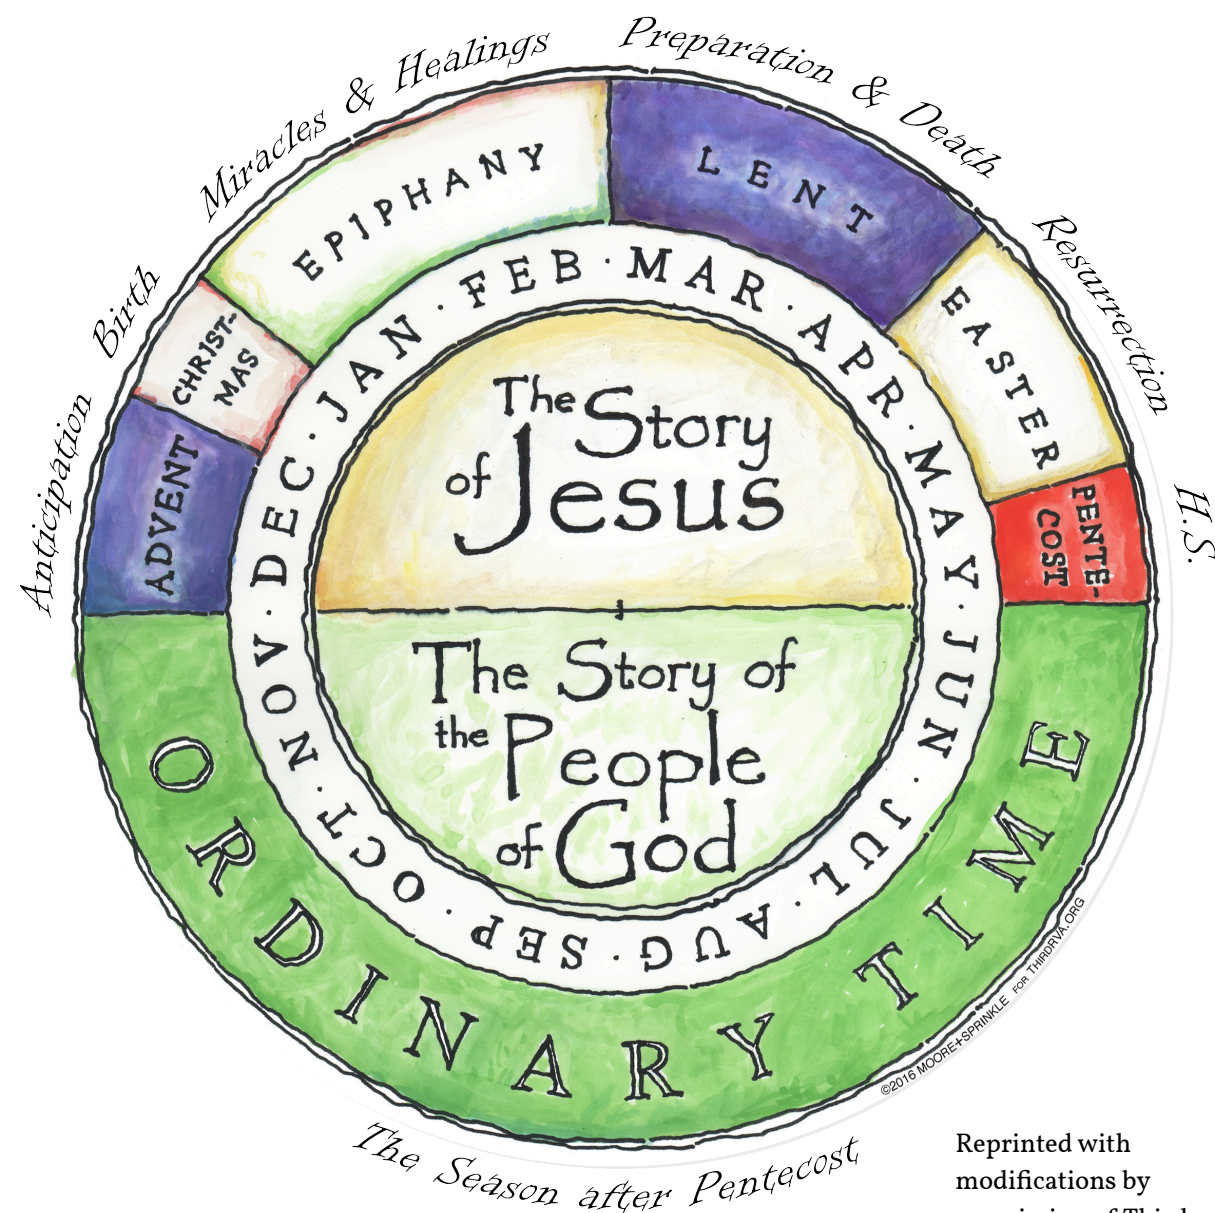 Anticipation
Birth
Miracles & Healings
Preparation & Death
Resurrection
H.S.
The Season after Pentecost
ADVENT
CHRIST-
MAS
EPIPHANY
LENT
EASTER
PENTE-
COST
ORDINARY TIME
JAN · FEB · MAR · APR · MAY · JUN · JUL · AUG · SEP · OCT · NOV · DEC ·
The Story
of Jesus
The Story of
the People
of God
©2016 MOORE+SPRINKLE FOR THIRDRVA.ORG
Reprinted with
modifications by